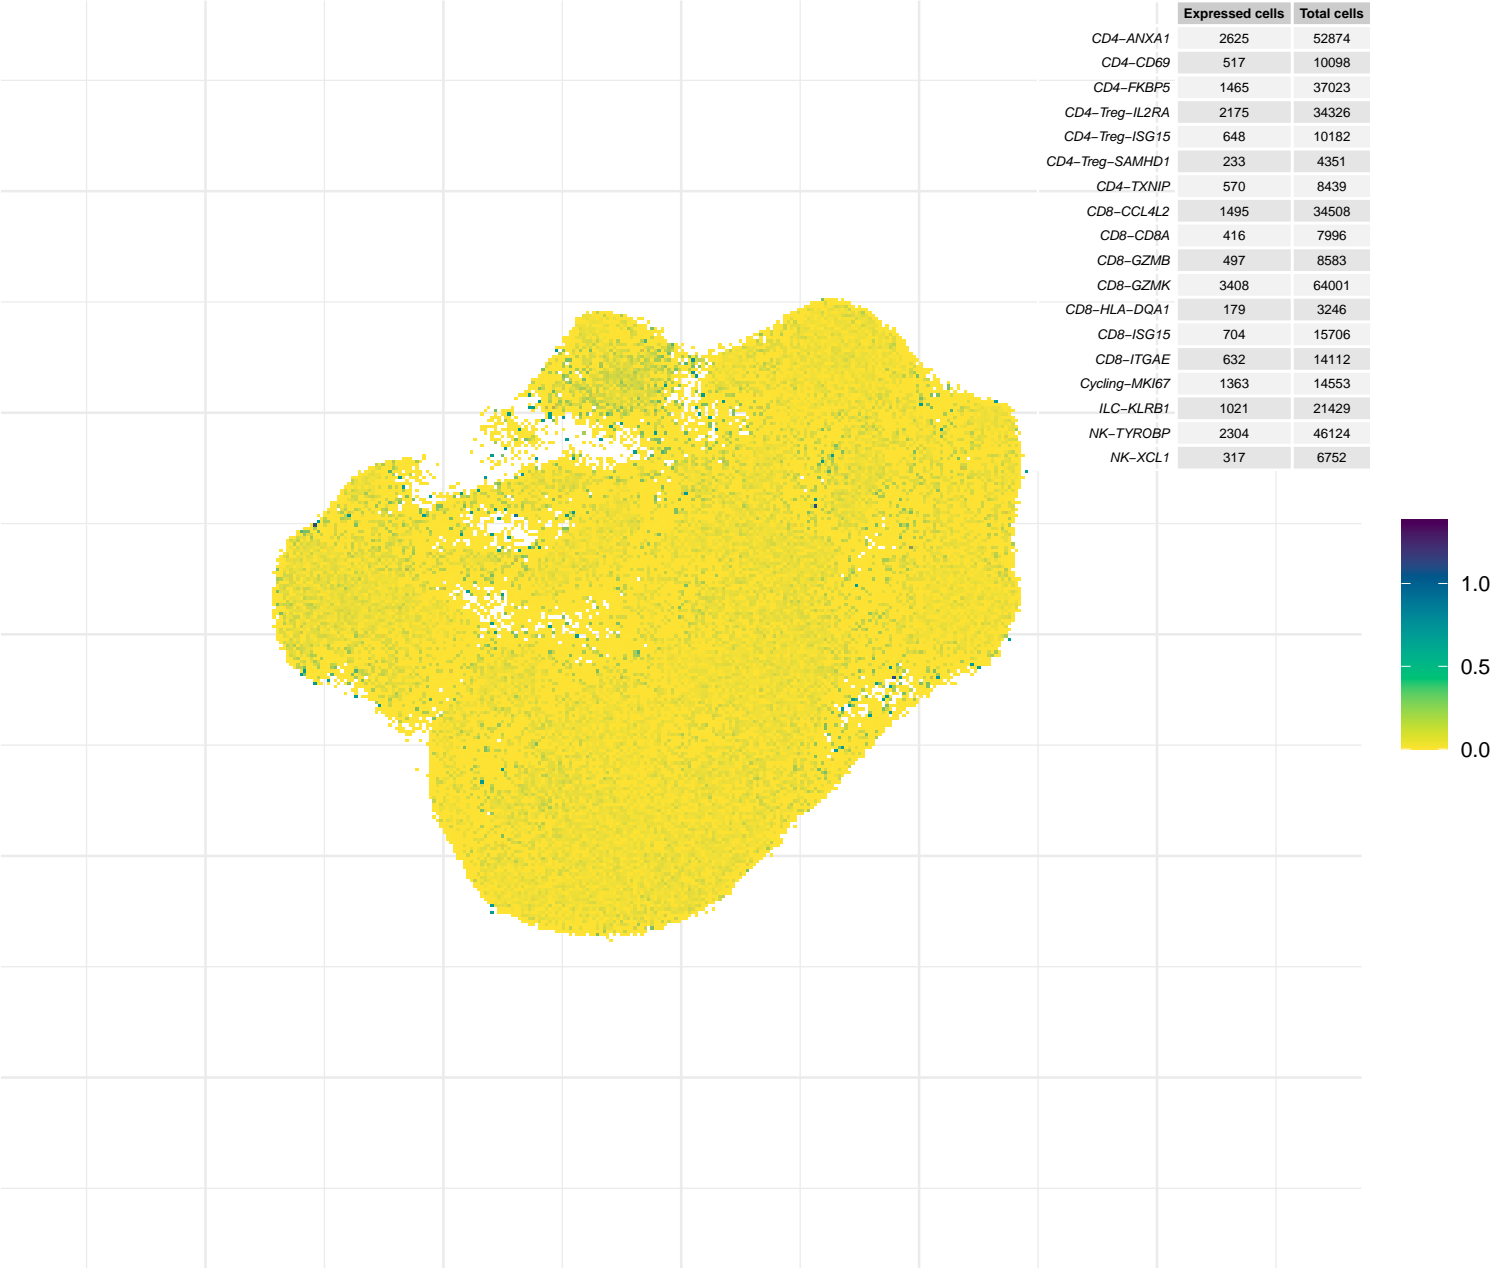 Expressed cells Total cells
CD4−ANXA1 2625 52874
CD4−CD69 517 10098
CD4−FKBP5 1465 37023
CD4−Treg−IL2RA 2175 34326
CD4−Treg−ISG15 648 10182
CD4−Treg−SAMHD1 233 4351
CD4−TXNIP 570 8439
CD8−CCL4L2 1495 34508
CD8−CD8A 416 7996
CD8−GZMB 497 8583
CD8−GZMK 3408 64001
CD8−HLA−DQA1 179 3246
CD8−ISG15 704 15706
CD8−ITGAE 632 14112
Cycling−MKI67 1363 14553
ILC−KLRB1 1021 21429
NK−TYROBP 2304 46124
NK−XCL1 317 6752
1.0
0.5
0.0